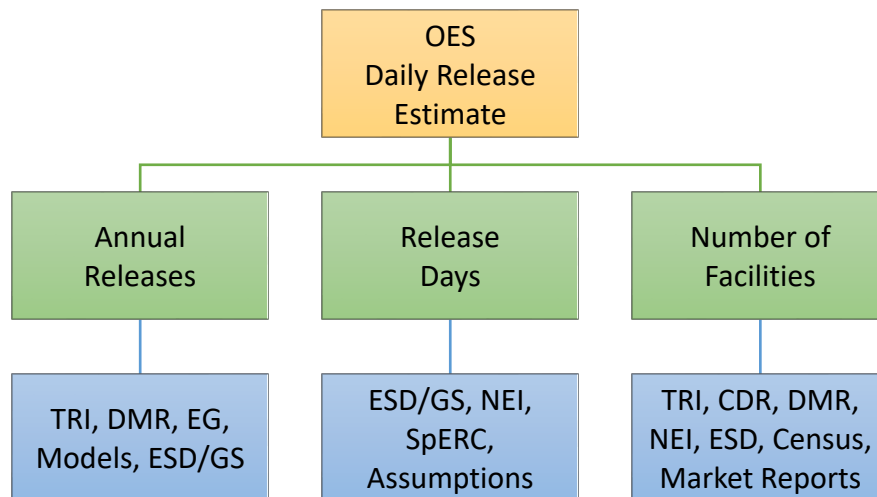 OES
Daily Release
Estimate
Annual
Releases
Release
Days
Number of
Facilities
TRI, DMR, EG,
Models, ESD/GS
ESD/GS, NEI,
SpERC,
Assumptions
TRI, CDR, DMR,
NEI, ESD, Census,
Market Reports